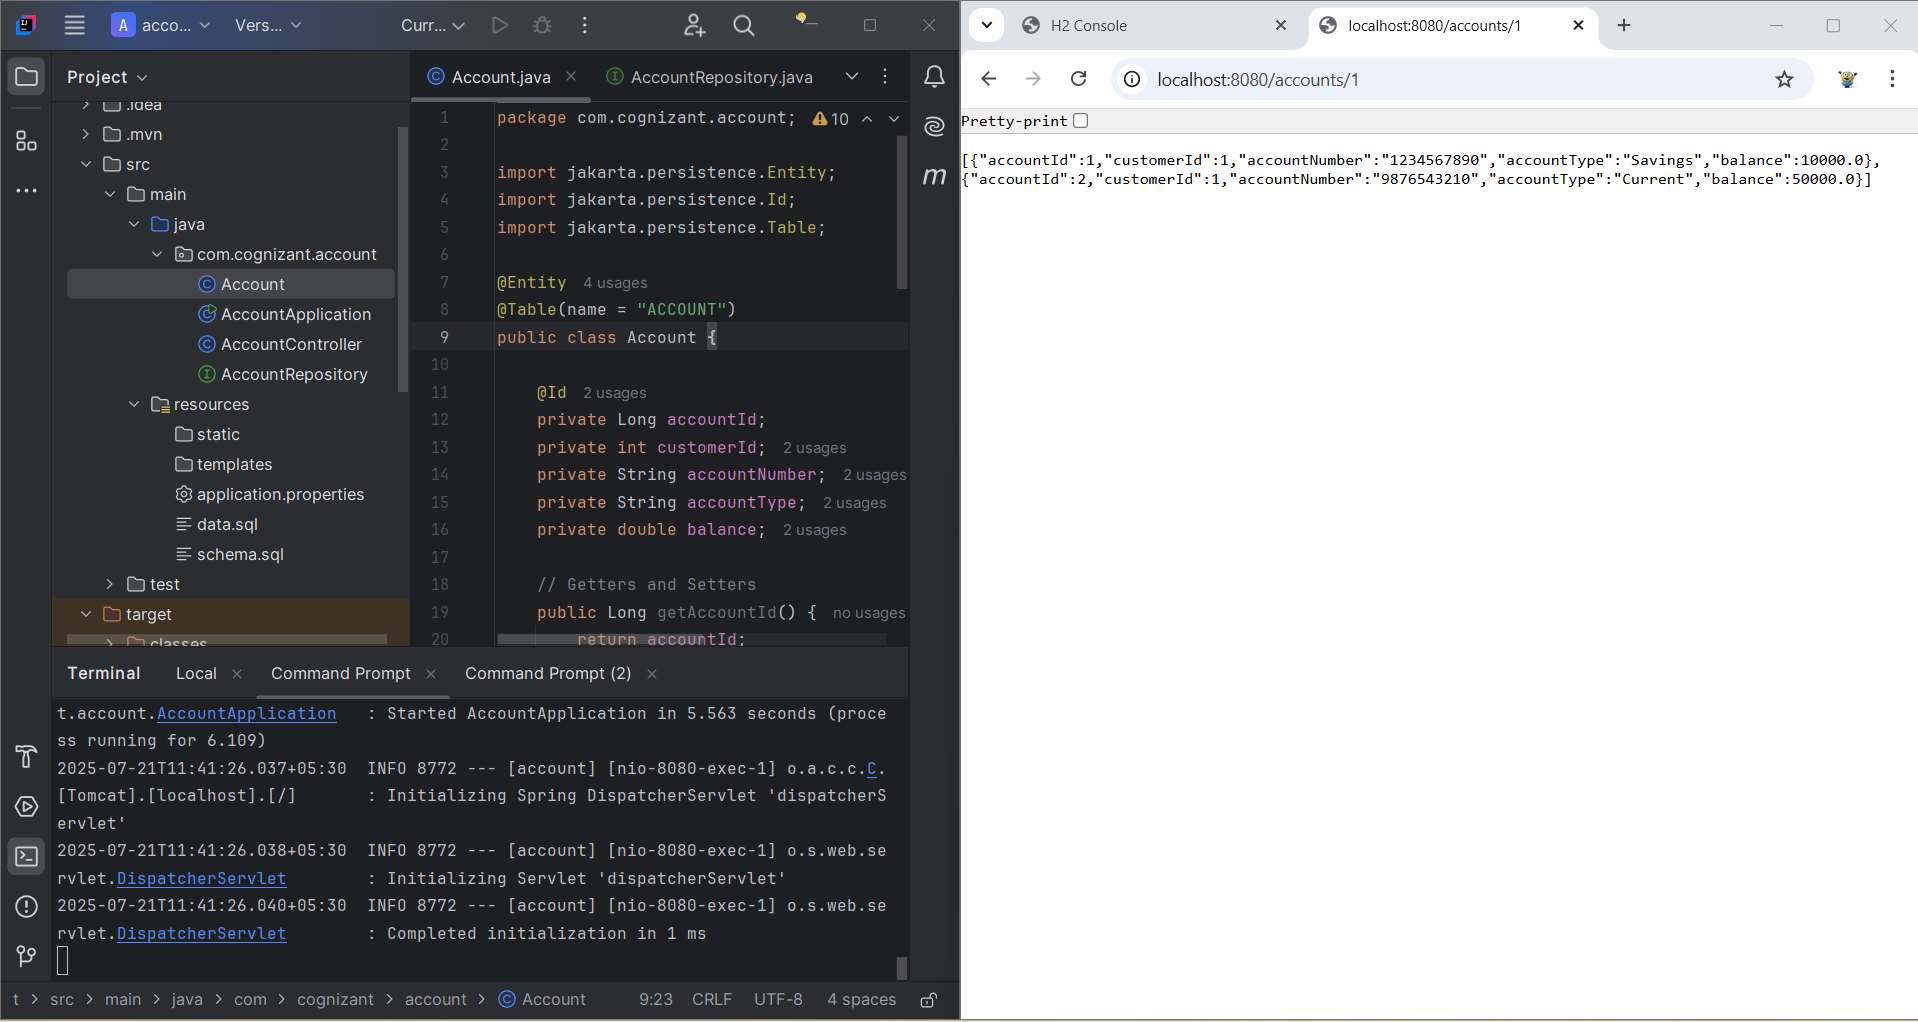 A acco... Vers... Curr...
Project
.idea
.mvn
src
main
java
com.cognizant.account
Account
AccountApplication
AccountController
AccountRepository
resources
static
templates
application.properties
data.sql
schema.sql
test
target
classes
Account.java AccountRepository.java
1 package com.cognizant.account; 10
2
3 import jakarta.persistence.Entity;
4 import jakarta.persistence.Id;
5 import jakarta.persistence.Table;
6
7 @Entity 4 usages
8 @Table(name = "ACCOUNT")
9 public class Account {
10
11 @Id 2 usages
12 private Long accountId;
13 private int customerId; 2 usages
14 private String accountNumber; 2 usages
15 private String accountType; 2 usages
16 private double balance; 2 usages
17
18 // Getters and Setters
19 public Long getAccountId() { no usages
20 return accountId;
m
Terminal Local Command Prompt Command Prompt (2)
t.account.AccountApplication : Started AccountApplication in 5.563 seconds (proce
ss running for 6.109)
2025-07-21T11:41:26.037+05:30 INFO 8772 --- [account] [nio-8080-exec-1] o.a.c.c.C.
[Tomcat].[localhost].[/] : Initializing Spring DispatcherServlet 'dispatcherS
ervlet'
2025-07-21T11:41:26.038+05:30 INFO 8772 --- [account] [nio-8080-exec-1] o.s.web.se
rvlet.DispatcherServlet : Initializing Servlet 'dispatcherServlet'
2025-07-21T11:41:26.040+05:30 INFO 8772 --- [account] [nio-8080-exec-1] o.s.web.se
rvlet.DispatcherServlet : Completed initialization in 1 ms
t > src > main > java > com > cognizant > account > Account 9:23 CRLF UTF-8 4 spaces
H2 Console localhost:8080/accounts/1
localhost:8080/accounts/1
Pretty-print
[{"accountId":1,"customerId":1,"accountNumber":"1234567890","accountType":"Savings","balance":10000.0},
{"accountId":2,"customerId":1,"accountNumber":"9876543210","accountType":"Current","balance":50000.0}]